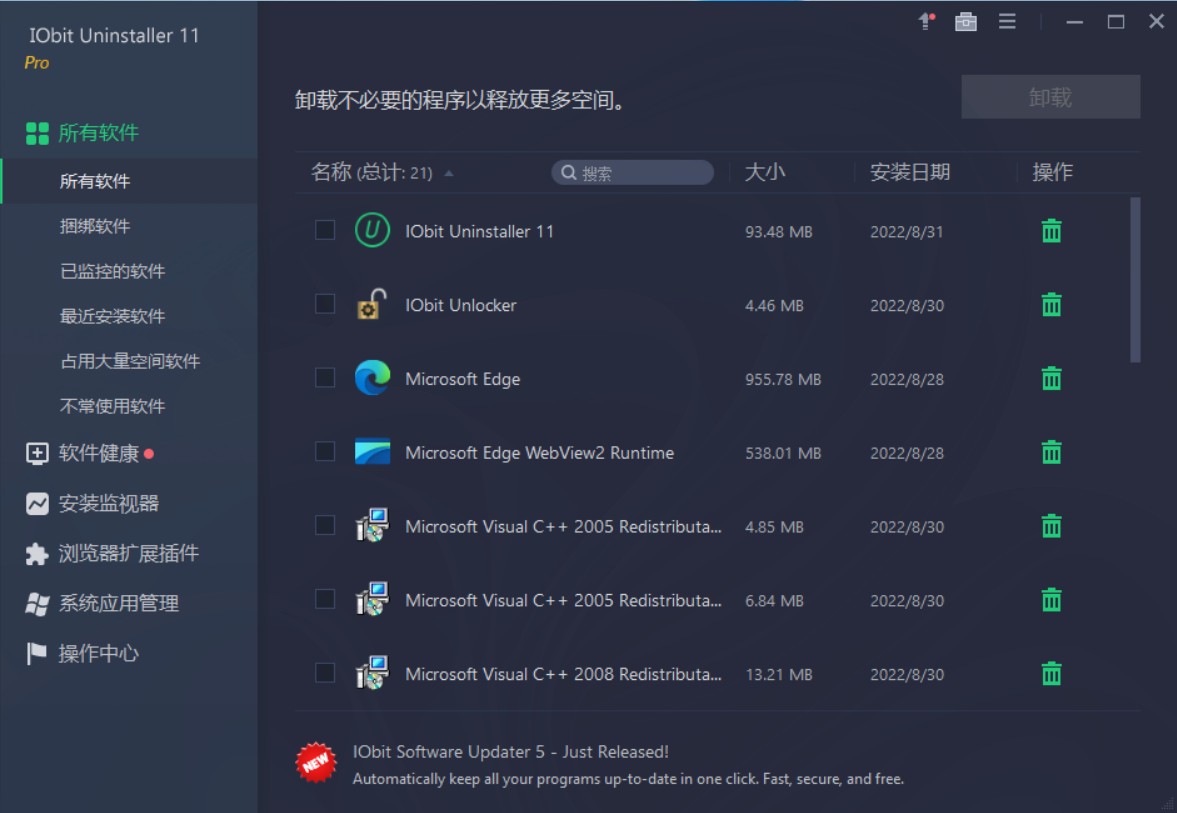 IObit Uninstaller 11
Pro
所有软件
所有软件
捆绑软件
已监控的软件
最近安装软件
占用大量空间软件
不常使用软件
软件健康
安装监视器
浏览器扩展插件
系统应用管理
操作中心
卸载不必要的程序以释放更多空间。
卸载
名称 (总计: 21) 搜索 大小 安装日期 操作
IObit Uninstaller 11 93.48 MB 2022/8/31
IObit Unlocker 4.46 MB 2022/8/30
Microsoft Edge 955.78 MB 2022/8/28
Microsoft Edge WebView2 Runtime 538.01 MB 2022/8/28
Microsoft Visual C++ 2005 Redistributa... 4.85 MB 2022/8/30
Microsoft Visual C++ 2005 Redistributa... 6.84 MB 2022/8/30
Microsoft Visual C++ 2008 Redistributa... 13.21 MB 2022/8/30
NEW
IObit Software Updater 5 - Just Released!
Automatically keep all your programs up-to-date in one click. Fast, secure, and free.